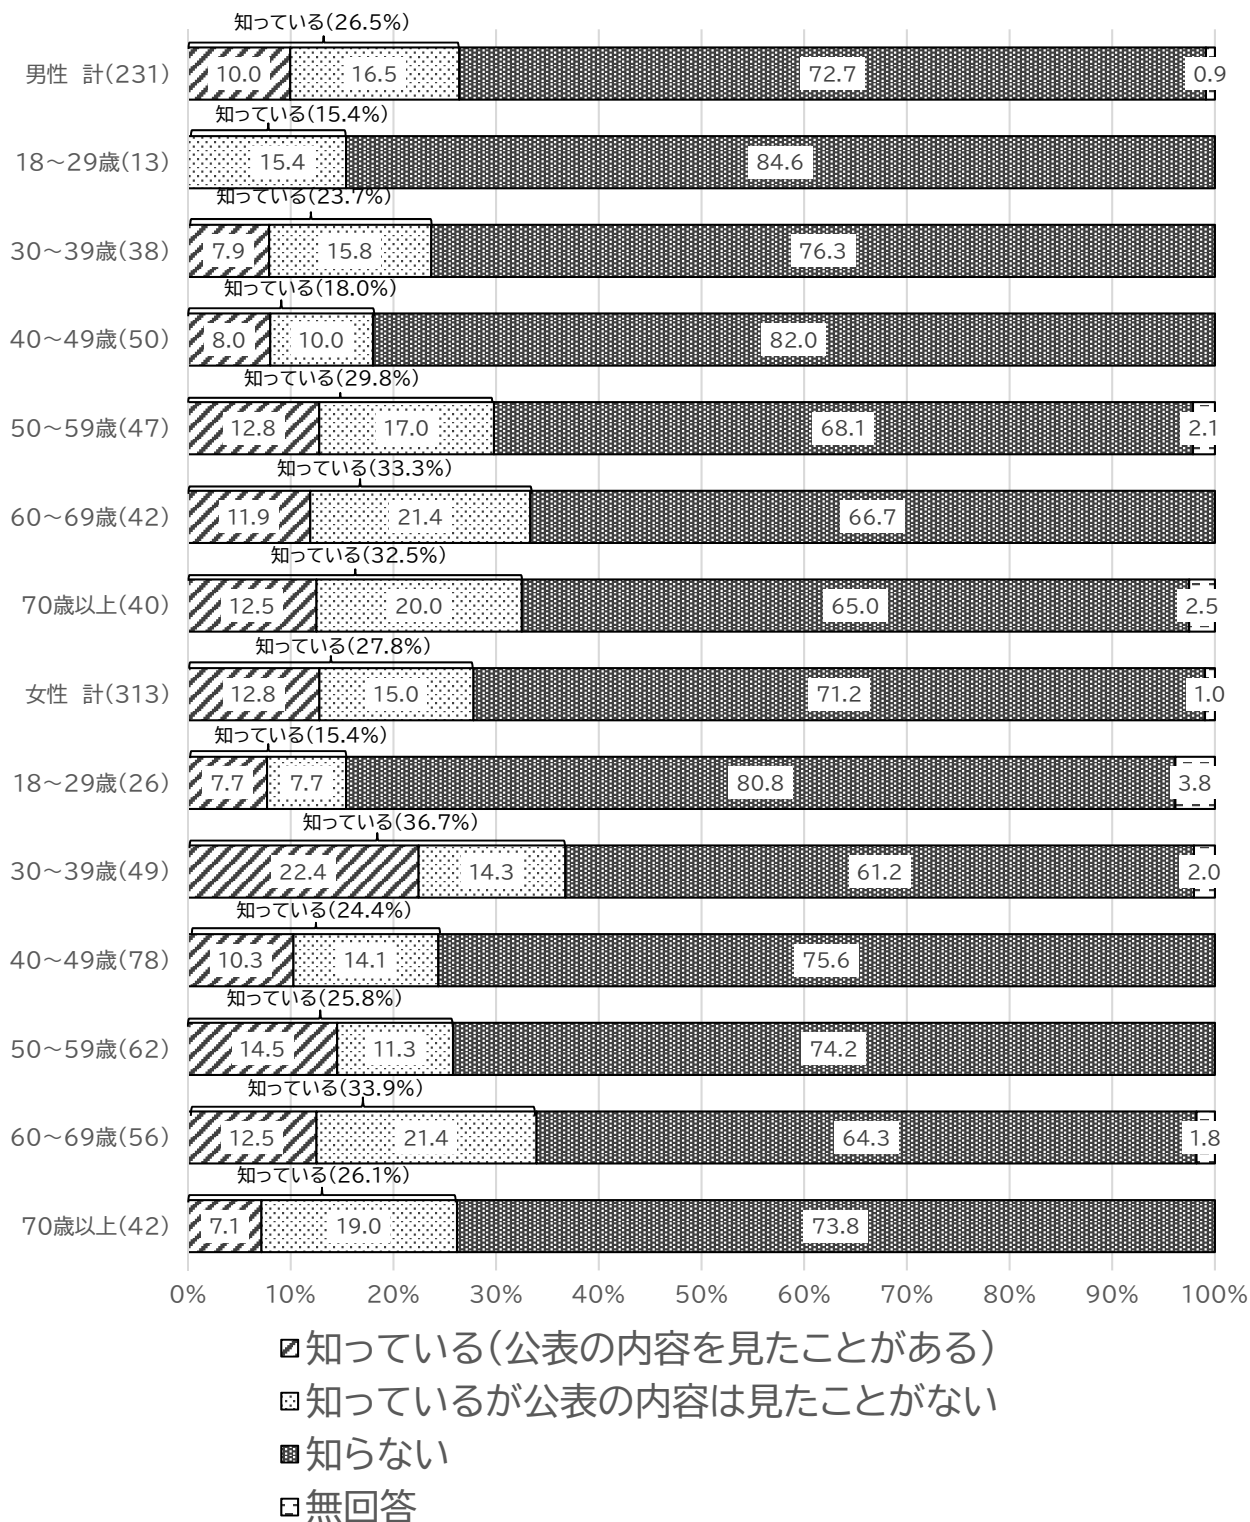 知っている(26.5%)
男性 計(231) 10.0 16.5 72.7 0.9
知っている(15.4%)
18～29歳(13) 15.4 84.6
知っている(23.7%)
30～39歳(38) 7.9 15.8 76.3
知っている(18.0%)
40～49歳(50) 8.0 10.0 82.0
知っている(29.8%)
50～59歳(47) 12.8 17.0 68.1 2.1
知っている(33.3%)
60～69歳(42) 11.9 21.4 66.7
知っている(32.5%)
70歳以上(40) 12.5 20.0 65.0 2.5
知っている(27.8%)
女性 計(313) 12.8 15.0 71.2 1.0
知っている(15.4%)
18～29歳(26) 7.7 7.7 80.8 3.8
知っている(36.7%)
30～39歳(49) 22.4 14.3 61.2 2.0
知っている(24.4%)
40～49歳(78) 10.3 14.1 75.6
知っている(25.8%)
50～59歳(62) 14.5 11.3 74.2
知っている(33.9%)
60～69歳(56) 12.5 21.4 64.3 1.8
知っている(26.1%)
70歳以上(42) 7.1 19.0 73.8
0% 10% 20% 30% 40% 50% 60% 70% 80% 90% 100%
知っている(公表の内容を見たことがある)
知っているが公表の内容は見たことがない
知らない
無回答